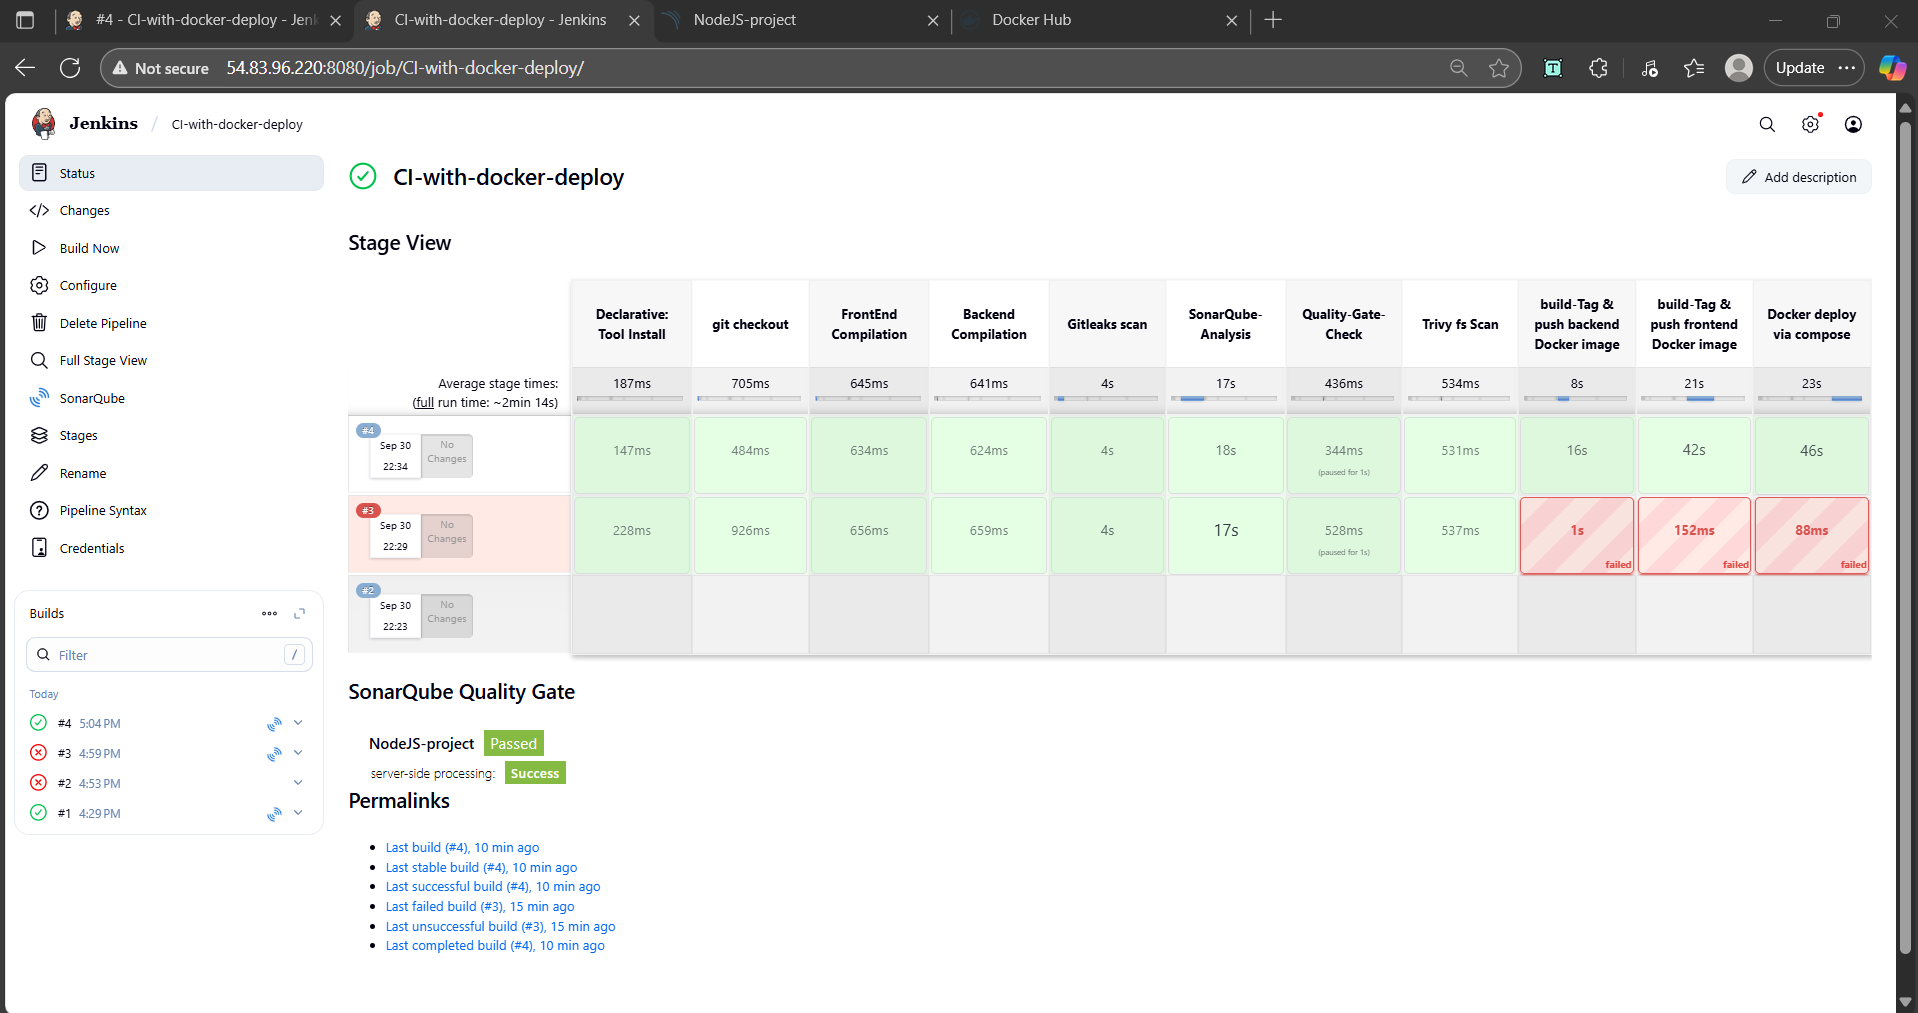 #4 - CI-with-docker-deploy - Jenk
CI-with-docker-deploy - Jenkins
NodeJS-project
Docker Hub
Not secure
54.83.96.220:8080/job/CI-with-docker-deploy/
Update
Jenkins / CI-with-docker-deploy
Status
Changes
Build Now
Configure
Delete Pipeline
Full Stage View
SonarQube
Stages
Rename
Pipeline Syntax
Credentials
Builds
Filter
/
Today
#4 5:04 PM
#3 4:59 PM
#2 4:53 PM
#1 4:29 PM
CI-with-docker-deploy
Add description
Stage View
Declarative:
Tool Install
git checkout
FrontEnd
Compilation
Backend
Compilation
Gitleaks scan
SonarQube-
Analysis
Quality-Gate-
Check
Trivy fs Scan
build-Tag &
push backend
Docker image
build-Tag &
push frontend
Docker image
Docker deploy
via compose
Average stage times:
(full run time: ~2min 14s)
187ms 705ms 645ms 641ms 4s 17s 436ms 534ms 8s 21s 23s
#4
Sep 30
22:34
No
Changes
147ms 484ms 634ms 624ms 4s 18s 344ms 531ms 16s 42s 46s
(paused for 1s)
#3
Sep 30
22:29
No
Changes
228ms 926ms 656ms 659ms 4s 17s 528ms 537ms 1s 152ms 88ms
(paused for 1s)
failed failed failed
#2
Sep 30
22:23
No
Changes
SonarQube Quality Gate
NodeJS-project Passed
server-side processing: Success
Permalinks
Last build (#4), 10 min ago
Last stable build (#4), 10 min ago
Last successful build (#4), 10 min ago
Last failed build (#3), 15 min ago
Last unsuccessful build (#3), 15 min ago
Last completed build (#4), 10 min ago